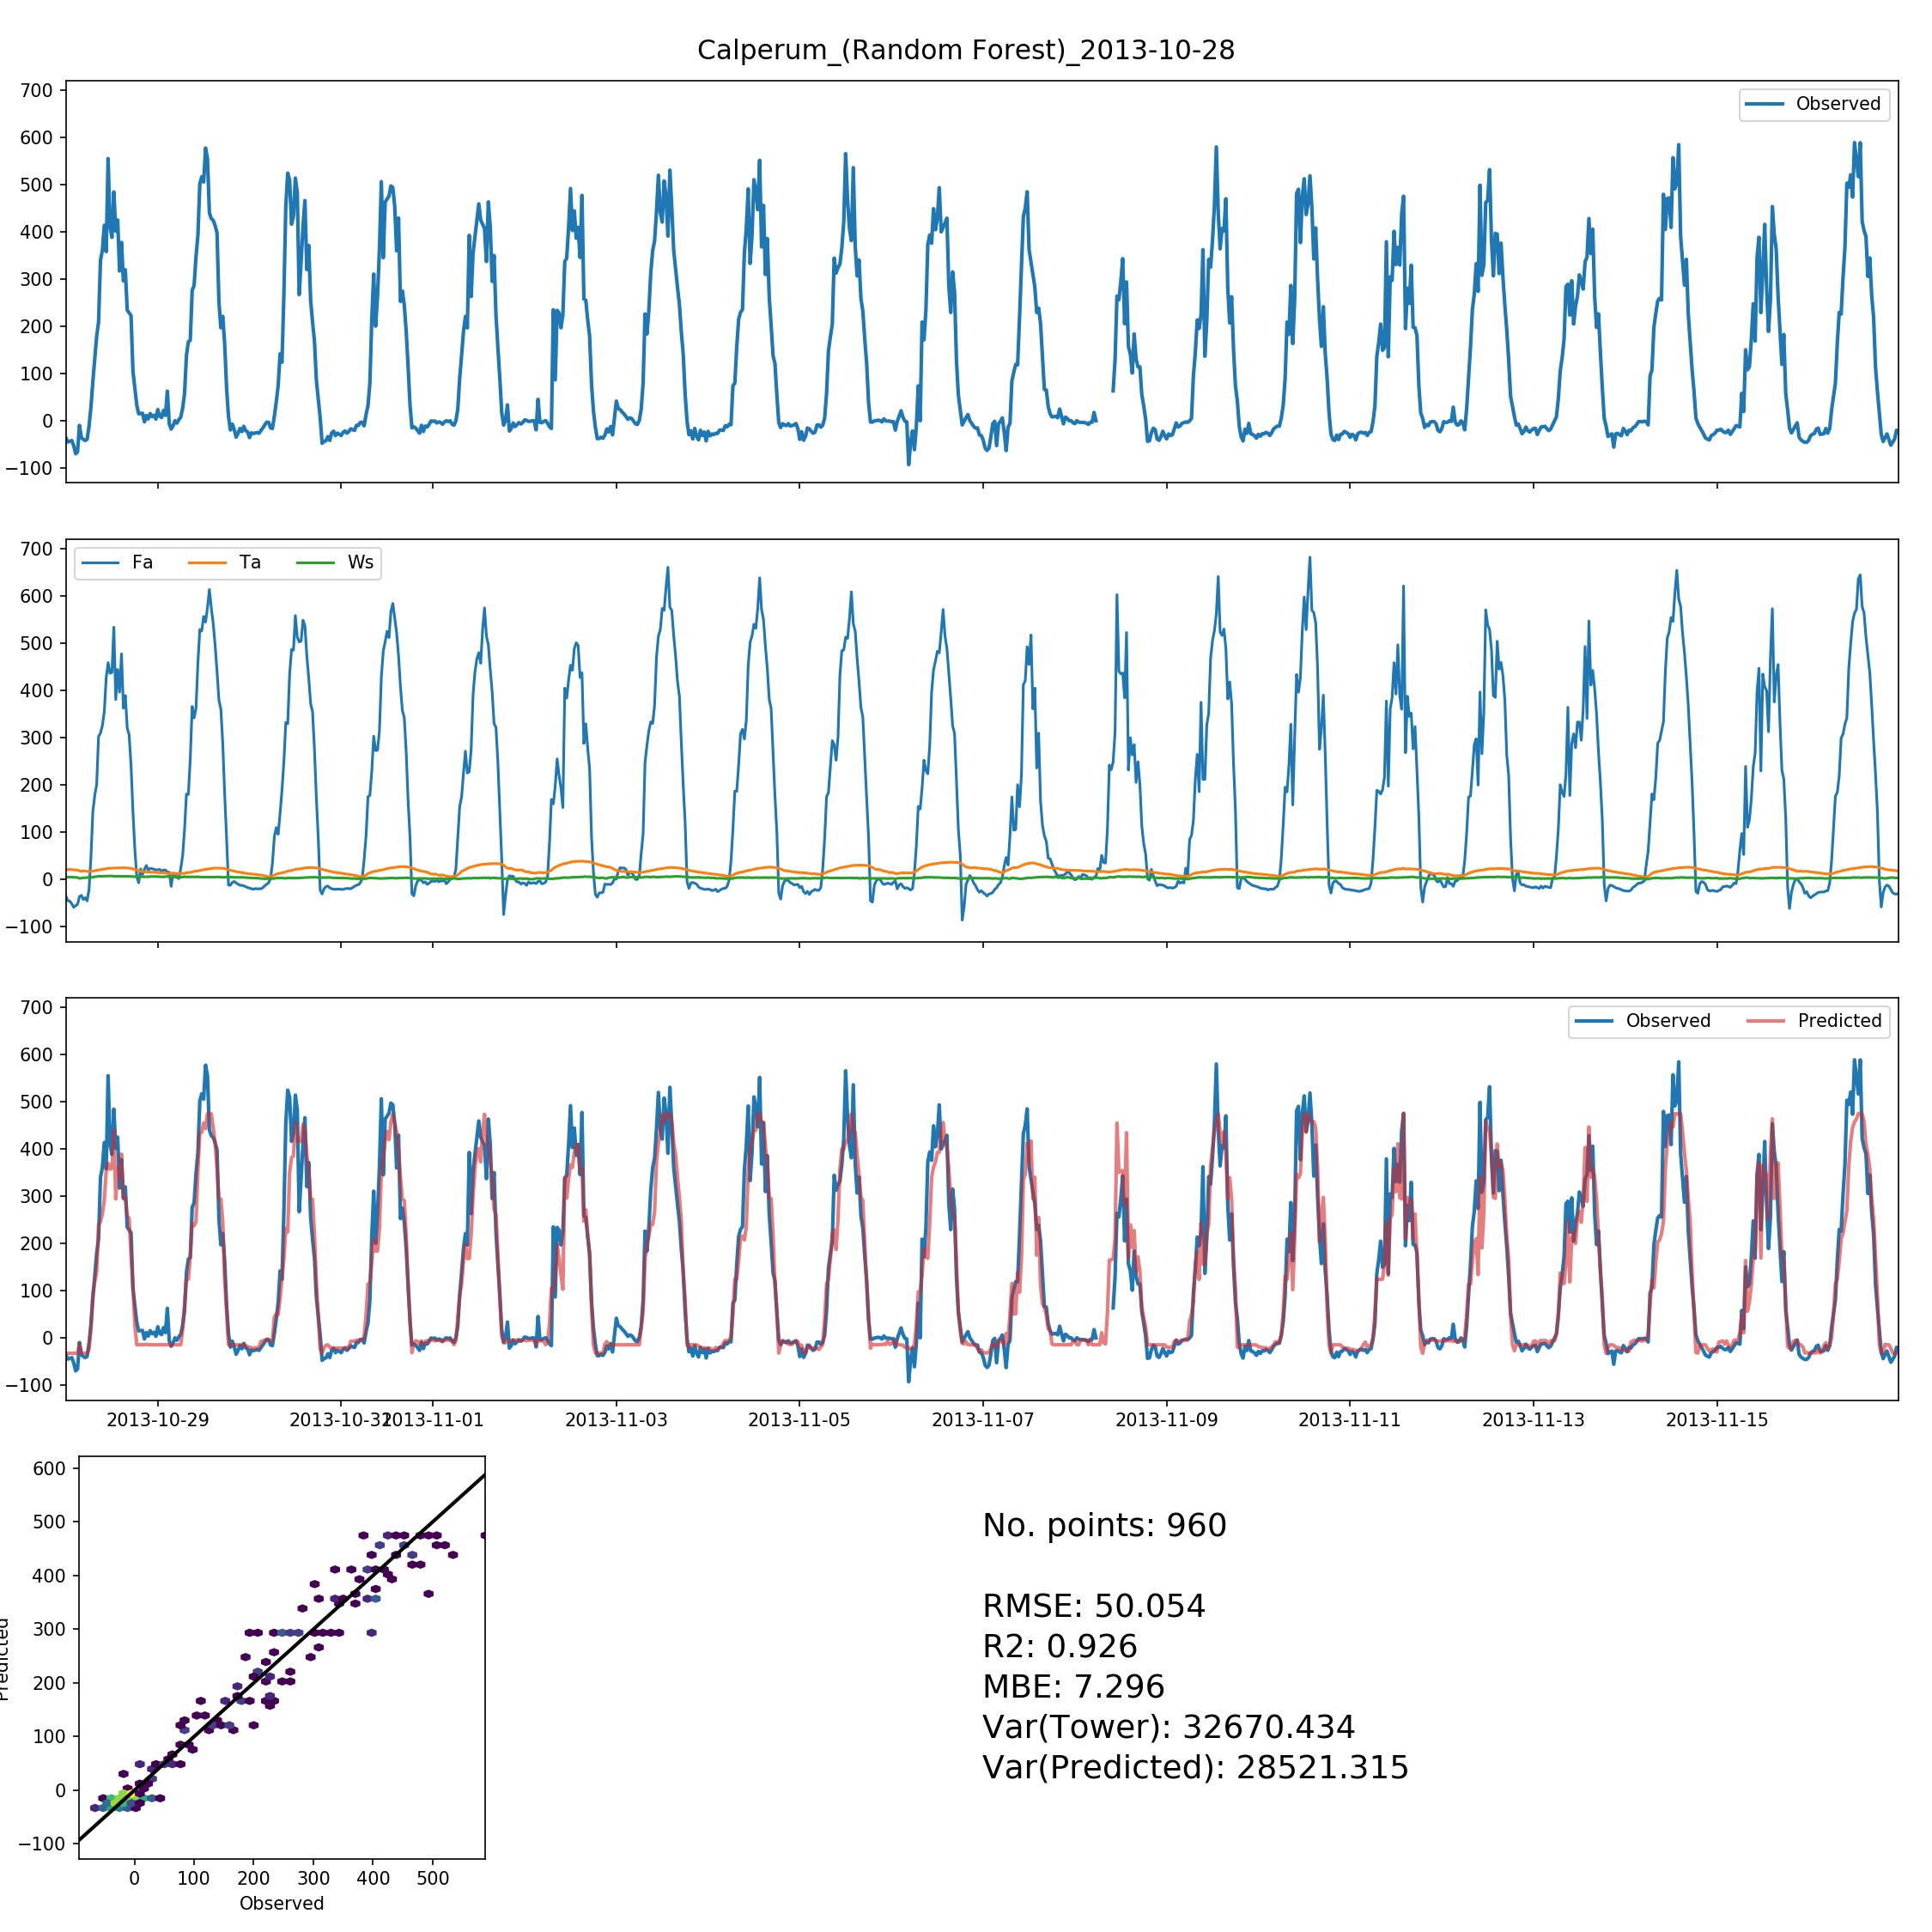 Calperum_(Random Forest)_2013-10-28
700
600
500
400
300
200
100
0
−100
Observed
700
600
500
400
300
200
100
0
−100
Fa Ta Ws
700
600
500
400
300
200
100
0
−100
Observed Predicted
2013-10-29 2013-10-31 2013-11-01 2013-11-03 2013-11-05 2013-11-07 2013-11-09 2013-11-11 2013-11-13 2013-11-15
600
500
400
300
200
100
0
−100
Predicted
0 100 200 300 400 500
Observed
No. points: 960
RMSE: 50.054
R2: 0.926
MBE: 7.296
Var(Tower): 32670.434
Var(Predicted): 28521.315